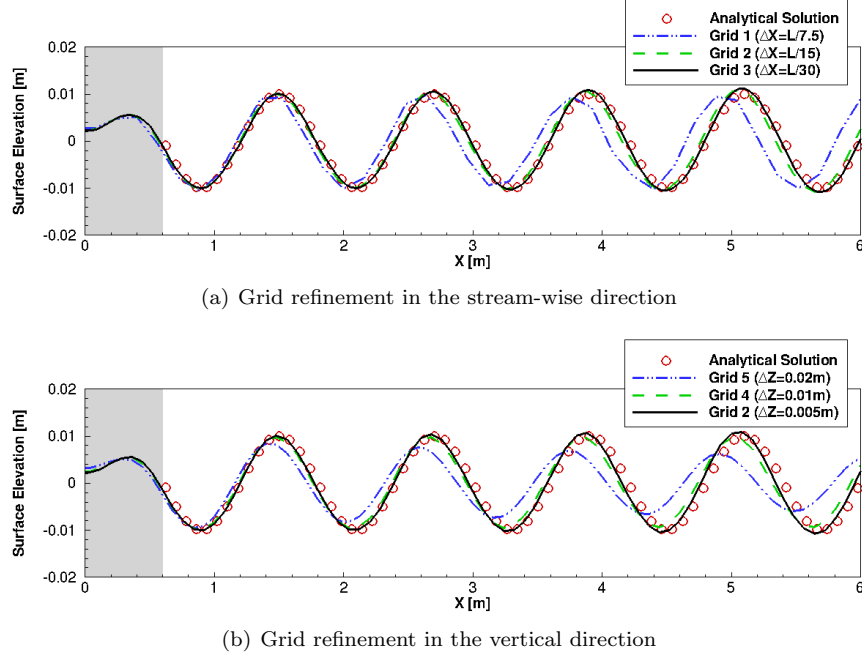 Analytical Solution
Grid 1 (ΔX=L/7.5)
Grid 2 (ΔX=L/15)
Grid 3 (ΔX=L/30)
Surface Elevation [m]
0.02
0.01
0
-0.01
-0.02
0 1 2 3 4 5 6
X [m]
(a) Grid refinement in the stream-wise direction
Analytical Solution
Grid 5 (ΔZ=0.02m)
Grid 4 (ΔZ=0.01m)
Grid 2 (ΔZ=0.005m)
Surface Elevation [m]
0.02
0.01
0
-0.01
-0.02
0 1 2 3 4 5 6
X [m]
(b) Grid refinement in the vertical direction